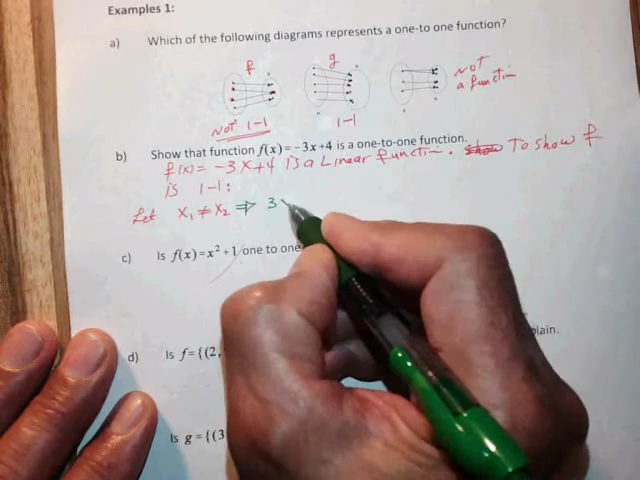 Examples 1:
a) Which of the following diagrams represents a one-to one function?
f g
NOT a function
NOT 1-1
1-1
b) Show that function f(x)=-3x+4 is a one-to-one function.
f(x) = -3x+4 is a Linear function. show To show f
is 1-1:
Let x₁ ≠ x₂ ⇒ 3
c) Is f(x)=x²+1 one to one
d) Is f={(2,
plain.
Is g={(3